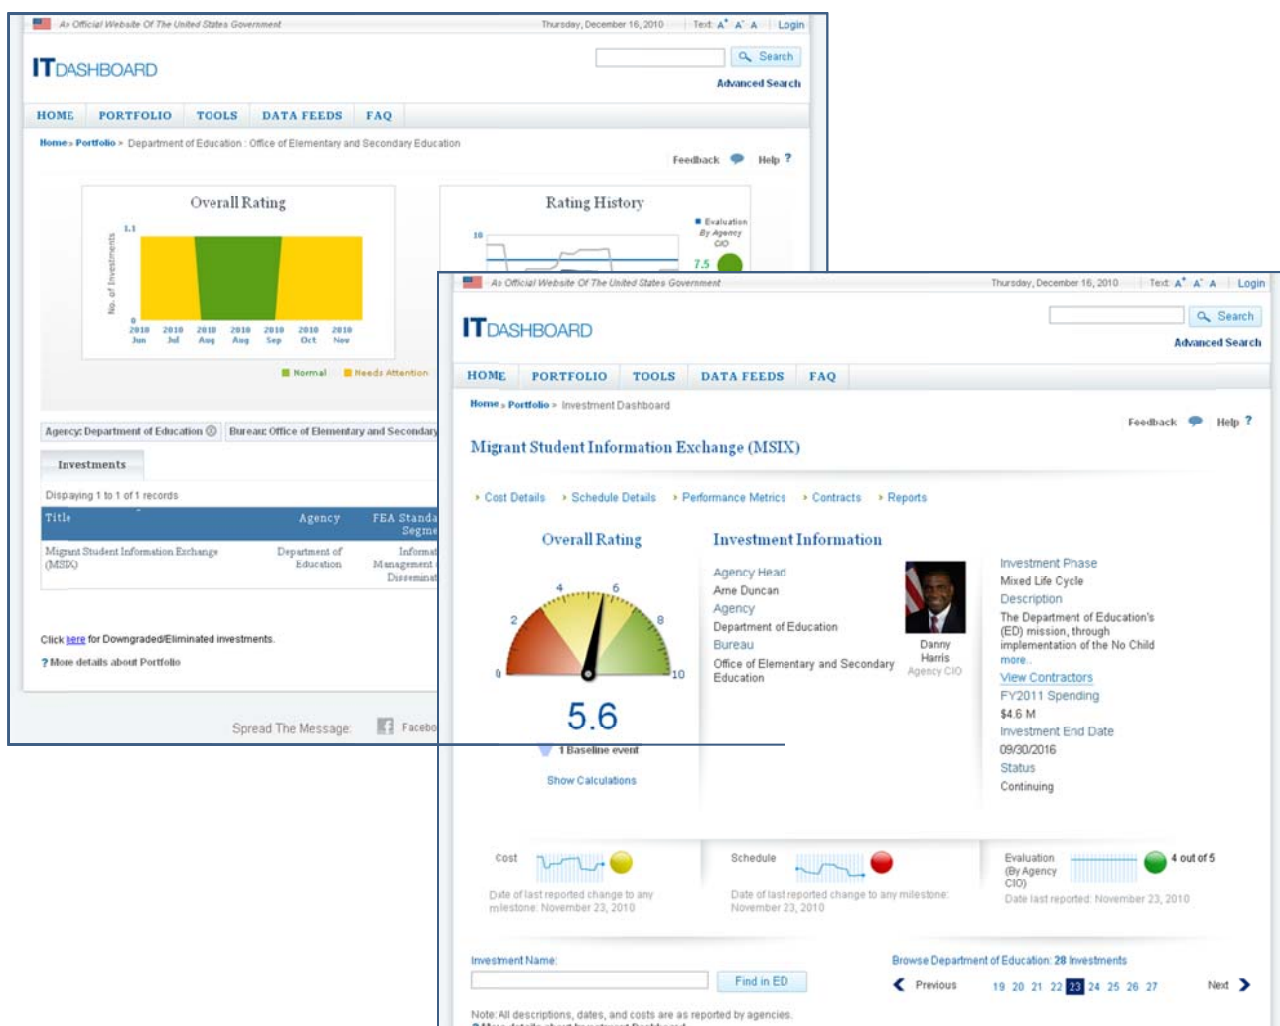 An Official Website Of The United States Government
Thursday, December 16, 2010
Text: A+ A- A
Login
ITDASHBOARD
Search
Advanced Search
HOME PORTFOLIO TOOLS DATA FEEDS FAQ
Home » Portfolio » Department of Education : Office of Elementary and Secondary Education
Feedback Help ?
Overall Rating
No. of Investments
1.1
0
2010 2010 2010 2010 2010 2010 2010
Jun Jul Aug Aug Sep Oct Nov
Normal Needs Attention
Rating History
10
Evaluation
By Agency
CIO
7.5
Agency: Department of Education
Bureau: Office of Elementary and Secondary
Investments
Dispaying 1 to 1 of 1 records
Title Agency FEA Standa
Segme
Migrant Student Information Exchange Department of Informat
(MSIX) Education Management
Disseminat
Click here for Downgraded/Eliminated investments.
? More details about Portfolio
Spread The Message: Facebo
An Official Website Of The United States Government
Thursday, December 16, 2010
Text: A+ A- A
Login
ITDASHBOARD
Search
Advanced Search
HOME PORTFOLIO TOOLS DATA FEEDS FAQ
Home » Portfolio » Investment Dashboard
Feedback Help ?
Migrant Student Information Exchange (MSIX)
Cost Details Schedule Details Performance Metrics Contracts Reports
Overall Rating
0 2 4 6 8 10
5.6
1 Baseline event
Show Calculations
Investment Information
Agency Head
Arne Duncan
Agency
Department of Education
Bureau
Office of Elementary and Secondary
Education
Danny
Harris
Agency CIO
Investment Phase
Mixed Life Cycle
Description
The Department of Education's
(ED) mission, through
implementation of the No Child
more..
View Contractors
FY2011 Spending
$4.6 M
Investment End Date
09/30/2016
Status
Continuing
Cost
Date of last reported change to any
milestone: November 23, 2010
Schedule
Date of last reported change to any milestone:
November 23, 2010
Evaluation
(By Agency
CIO)
4 out of 5
Date last reported: November 23, 2010
Investment Name:
Find in ED
Browse Department of Education: 28 Investments
Previous 19 20 21 22 23 24 25 26 27 Next
Note: All descriptions, dates, and costs are as reported by agencies.
? More details about Investment Dashboard